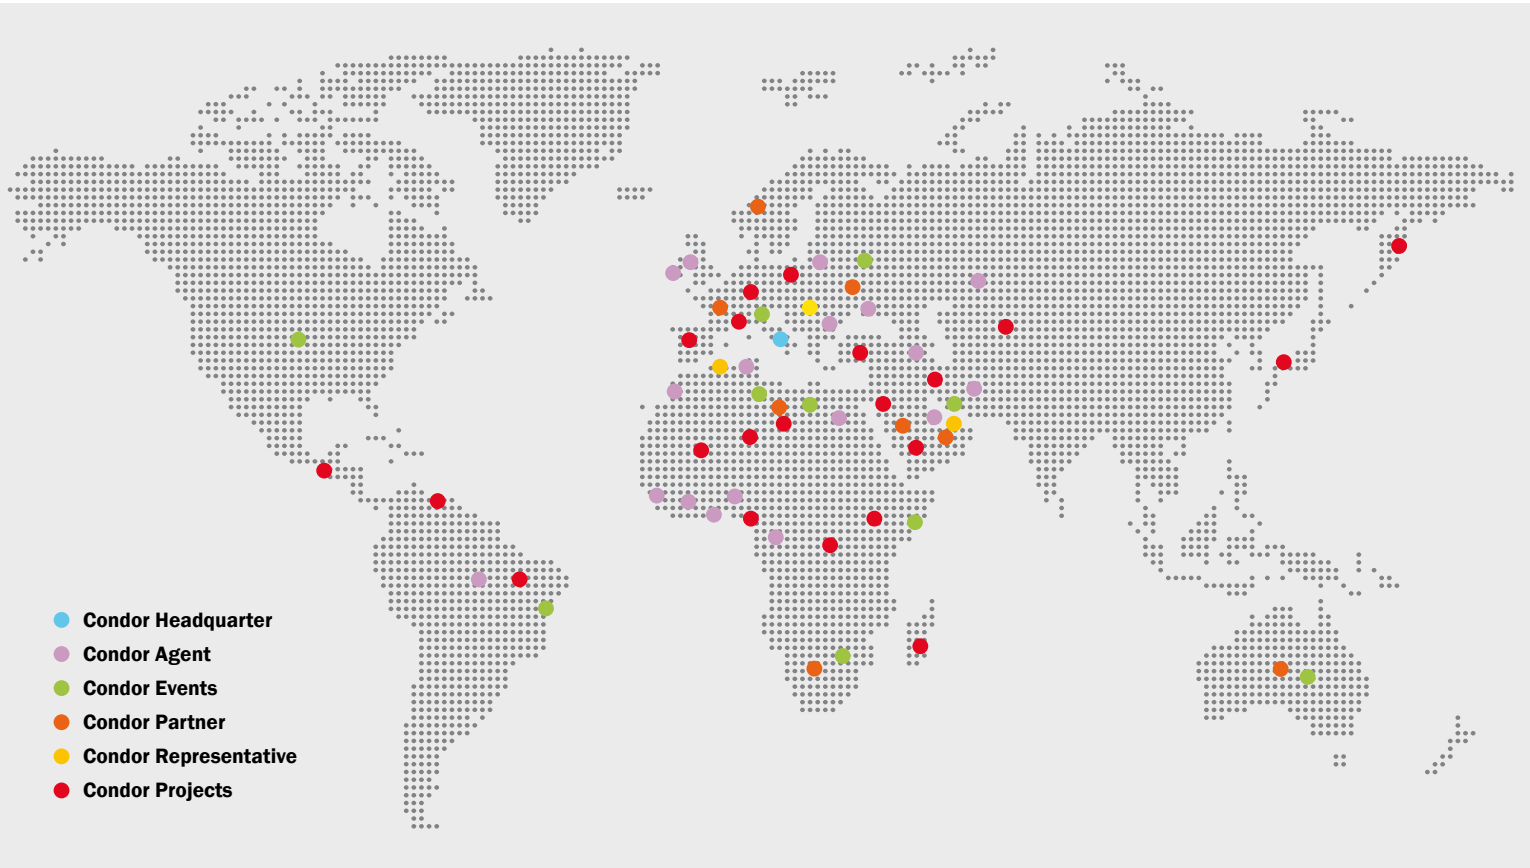 Condor Headquarter
Condor Agent
Condor Events
Condor Partner
Condor Representative
Condor Projects